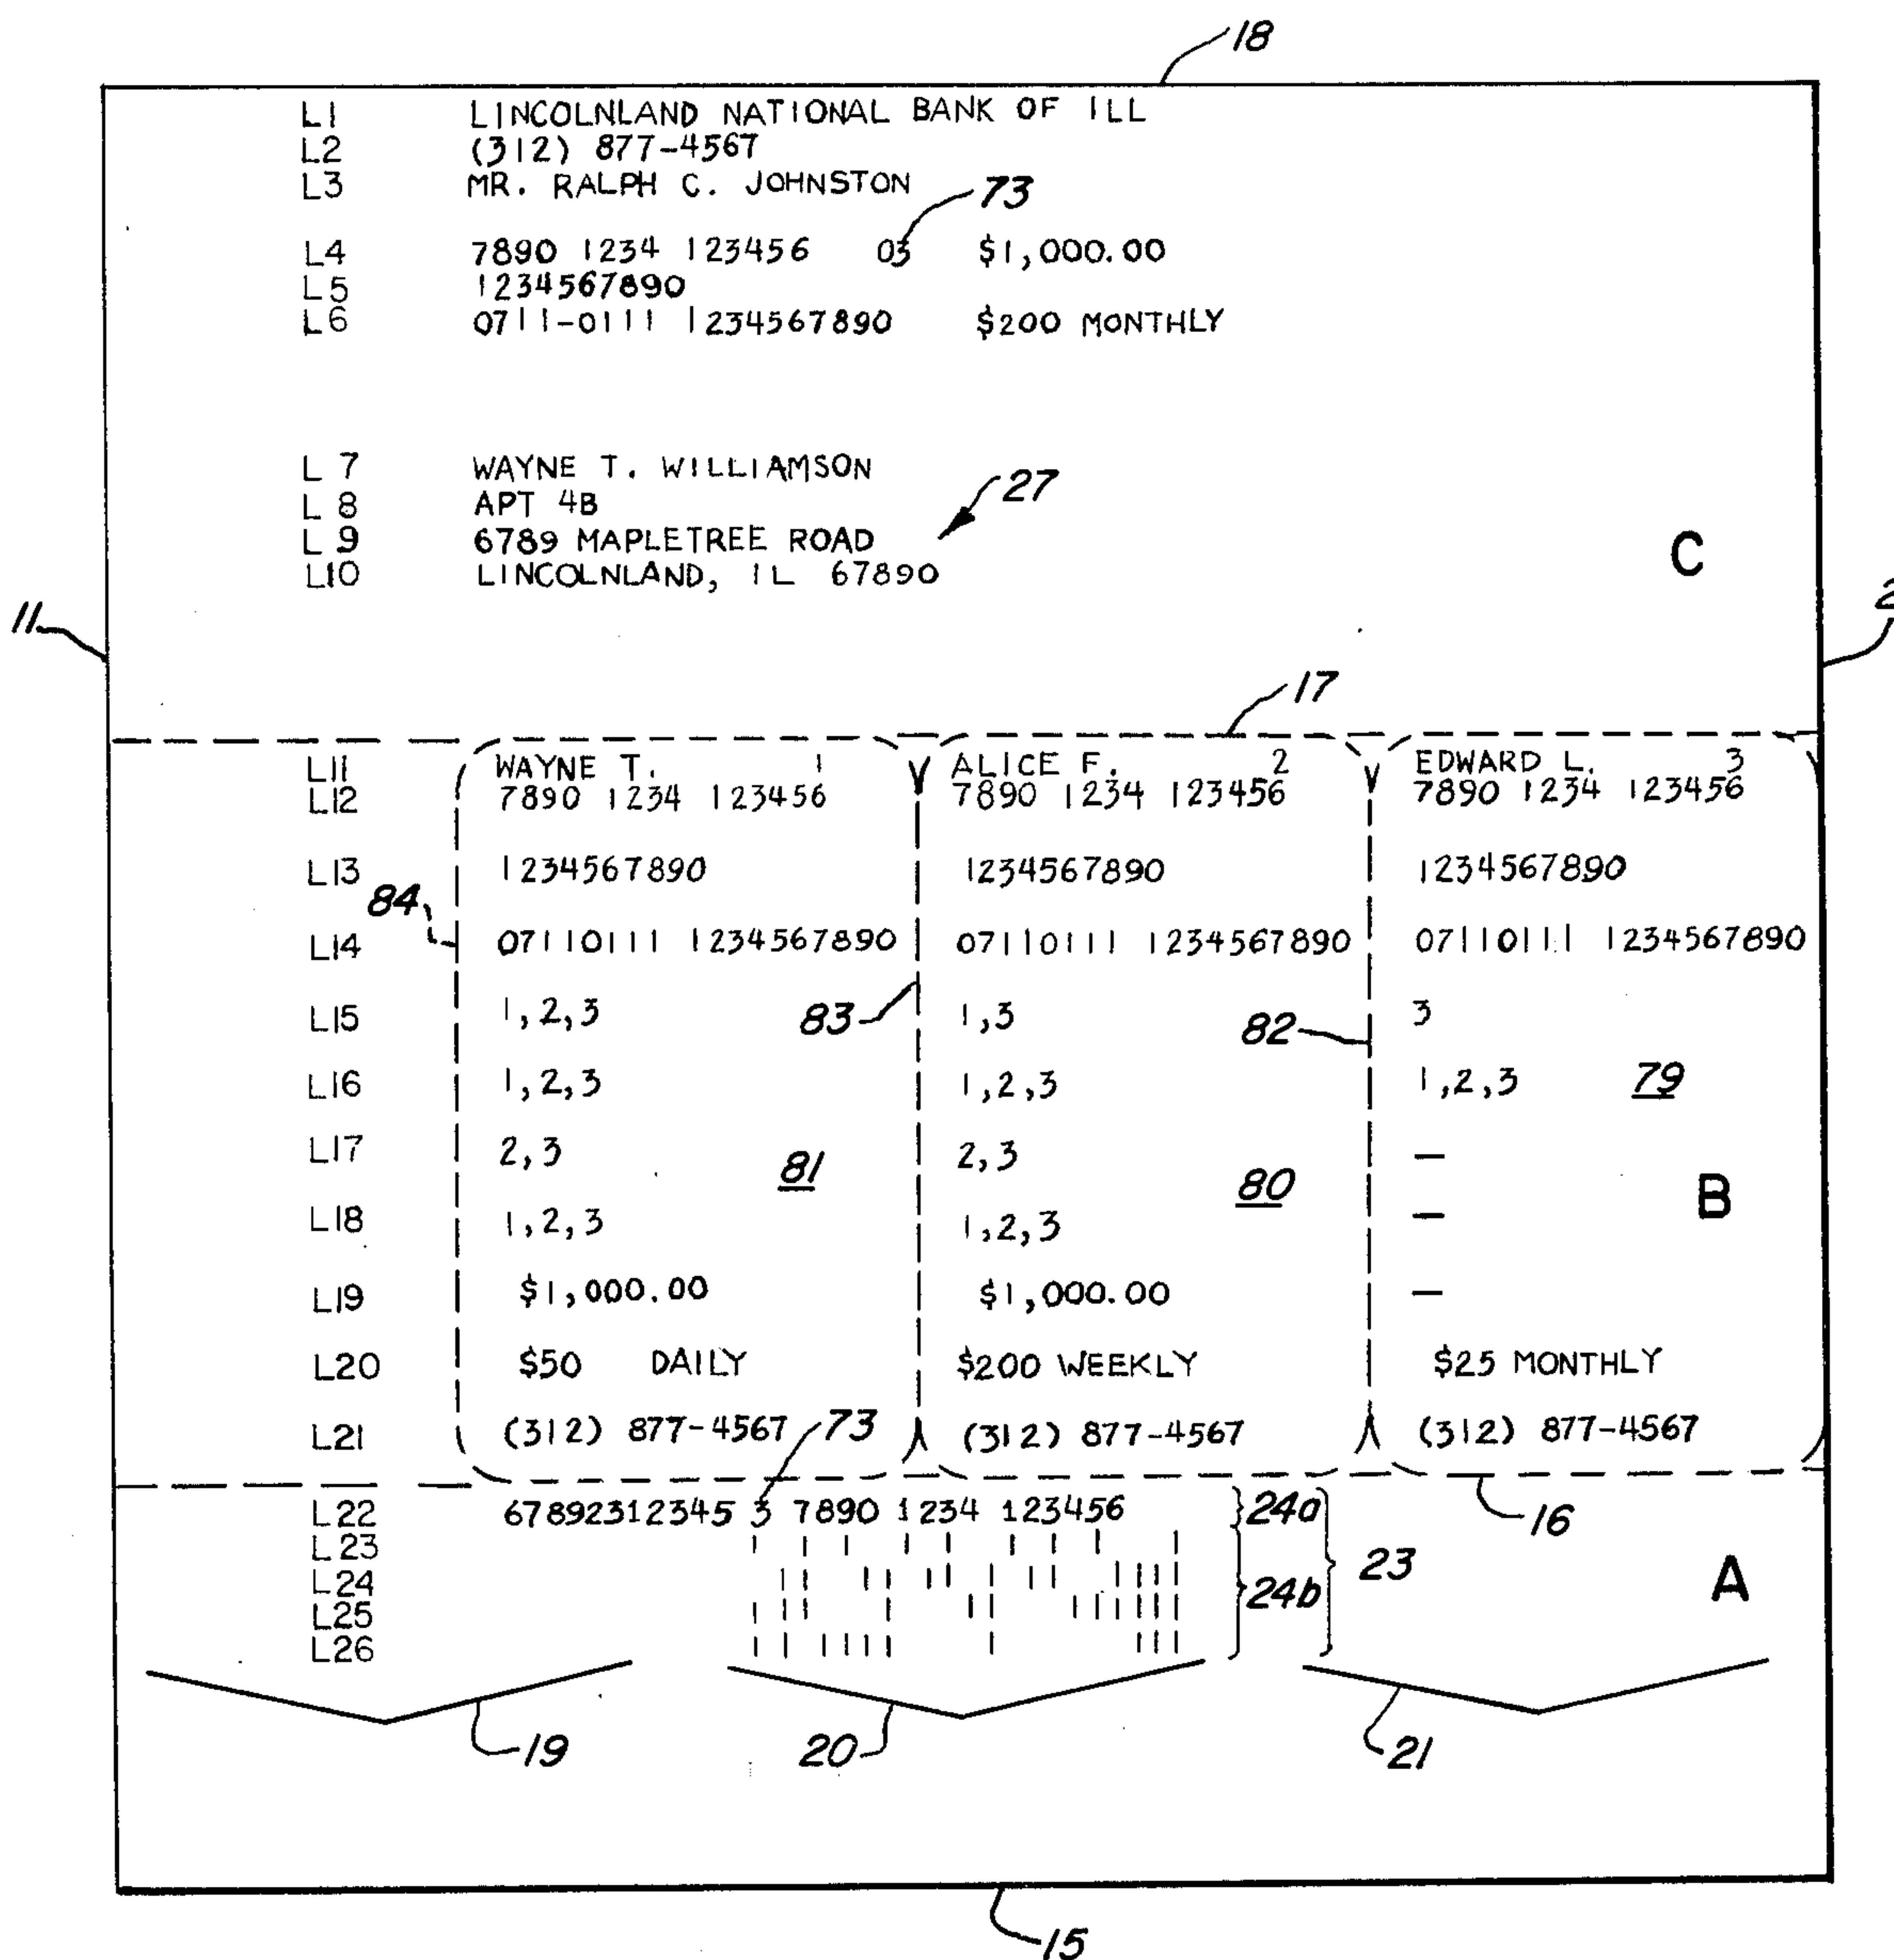 18
L1 LINCOLNLAND NATIONAL BANK OF ILL
L2 (312) 877-4567
L3 MR. RALPH C. JOHNSTON 73
L4 7890 1234 123456 03 $1,000.00
L5 1234567890
L6 0711-0111 1234567890 $200 MONTHLY
L7 WAYNE T. WILLIAMSON
L8 APT 4B 27
L9 6789 MAPLETREE ROAD C
L10 LINCOLNLAND, IL 67890
11 2
17
L11 WAYNE T. 1 ALICE F. 2 EDWARD L. 3
L12 7890 1234 123456 7890 1234 123456 7890 1234 123456
L13 1234567890 1234567890 1234567890
84
L14 07110111 1234567890 07110111 1234567890 07110111 1234567890
L15 1,2,3 83 1,3 82 3
L16 1,2,3 1,2,3 1,2,3 79
L17 2,3 81 2,3 80 —
L18 1,2,3 1,2,3 — B
L19 $1,000.00 $1,000.00 —
L20 $50 DAILY $200 WEEKLY $25 MONTHLY
L21 (312) 877-4567 73 (312) 877-4567 (312) 877-4567
L22 67892312345 3 7890 1234 123456 24a 16
L23
L24 23 A
L25 24b
L26
19 20 21
15